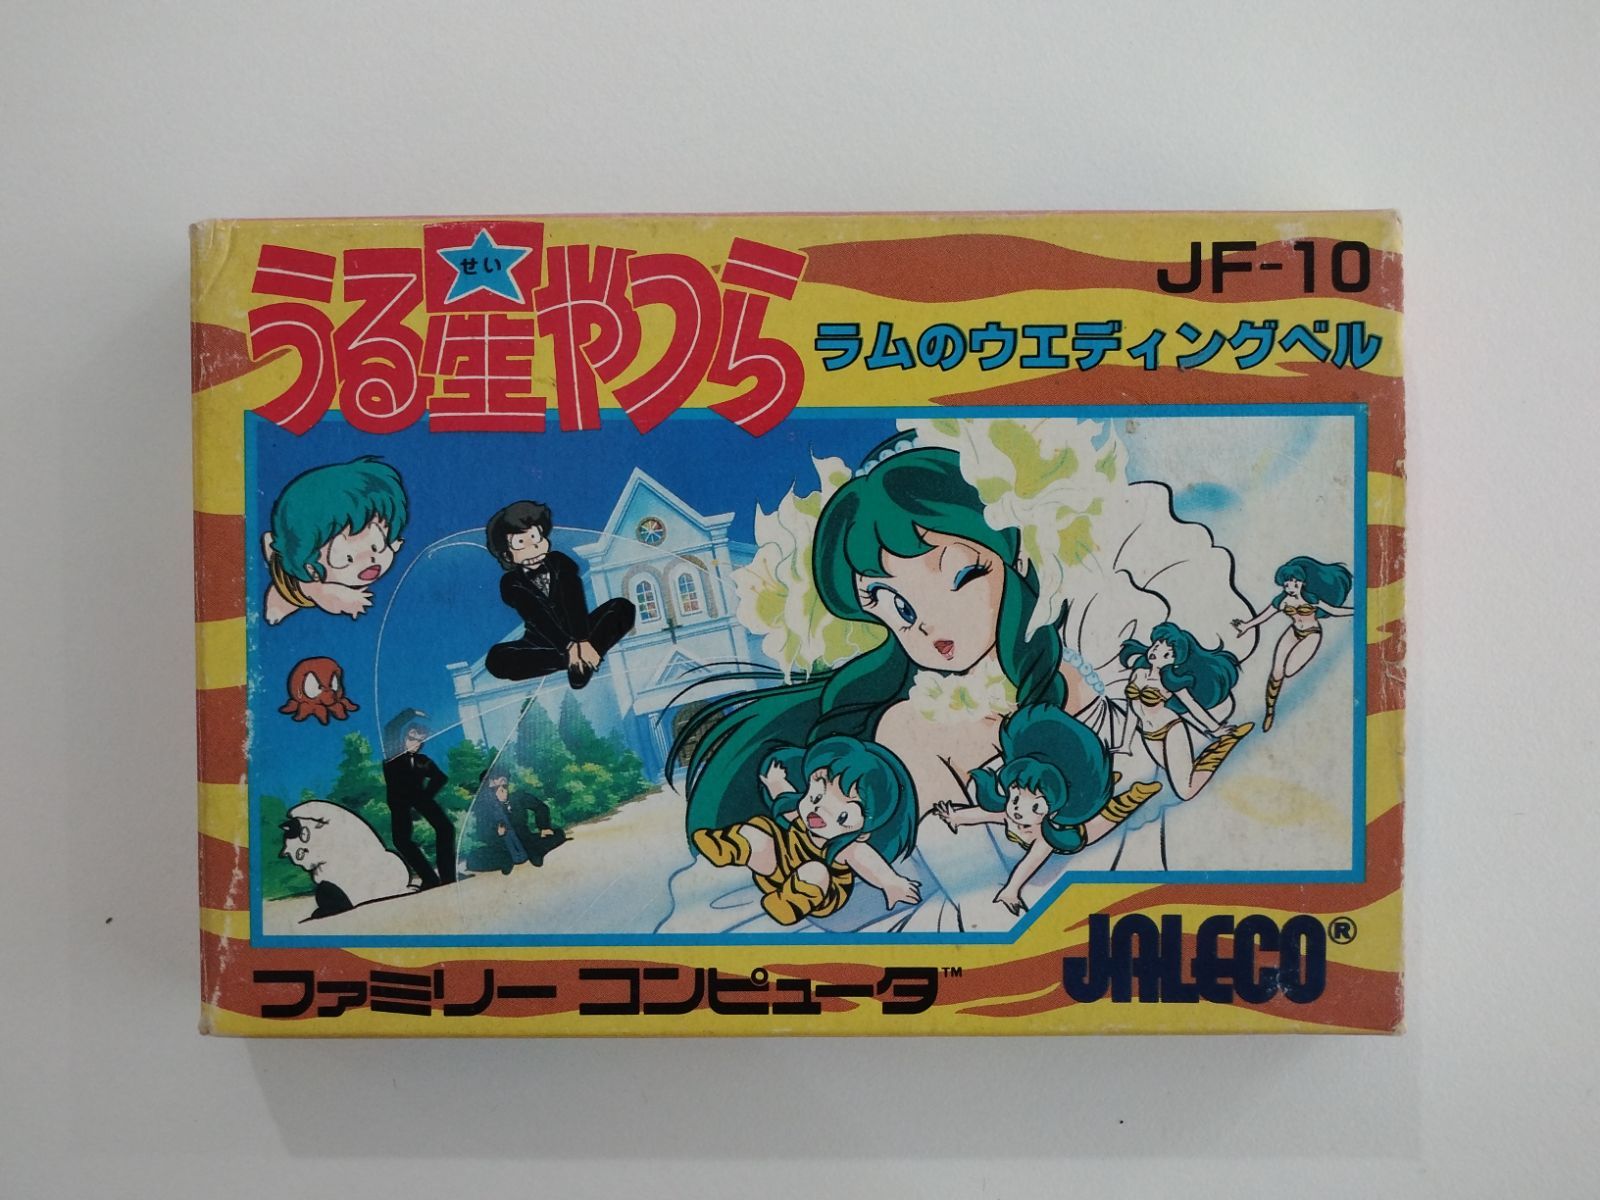 うる星やつら
せい
JF-10
ラムのウエディングベル
ファミリー コンピュータ™
JALECO®